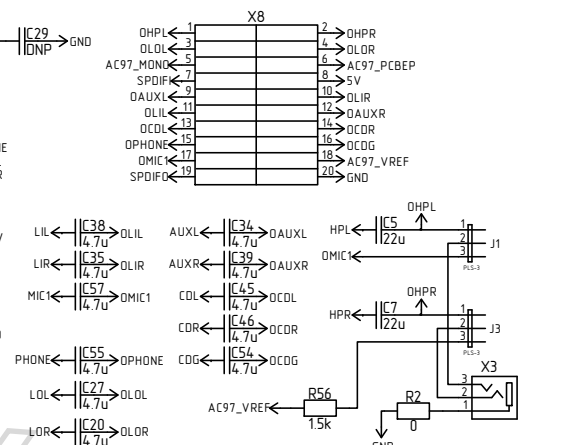 X8
C29
DNP
GND
OHPL 1 2 OHPR
OLOL 3 4 OLOR
AC97_MONO 5 6 AC97_PCBEP
SPDIFI 7 8 5V
OAUXL 9 10 OLIR
OLIL 11 12 OAUXR
OCDL 13 14 OCDR
OPHONE 15 16 OCDG
OMIC1 17 18 AC97_VREF
SPDIFO 19 20 GND
LIL C38 4.7u OLIL
LIR C35 4.7u OLIR
MIC1 C57 4.7u OMIC1
PHONE C55 4.7u OPHONE
LOL C27 4.7u OLOL
LOR C20 4.7u OLOR
AUXL C34 4.7u OAUXL
AUXR C39 4.7u OAUXR
CDL C45 4.7u OCDL
CDR C46 4.7u OCDR
CDG C54 4.7u OCDG
OHPL
HPL C5 22u
OMIC1
1
2
3
J1
PLS-3
OHPR
HPR C7 22u
1
2
3
J3
PLS-3
X3
3
2
1
AC97_VREF R56 1.5k
R2
0